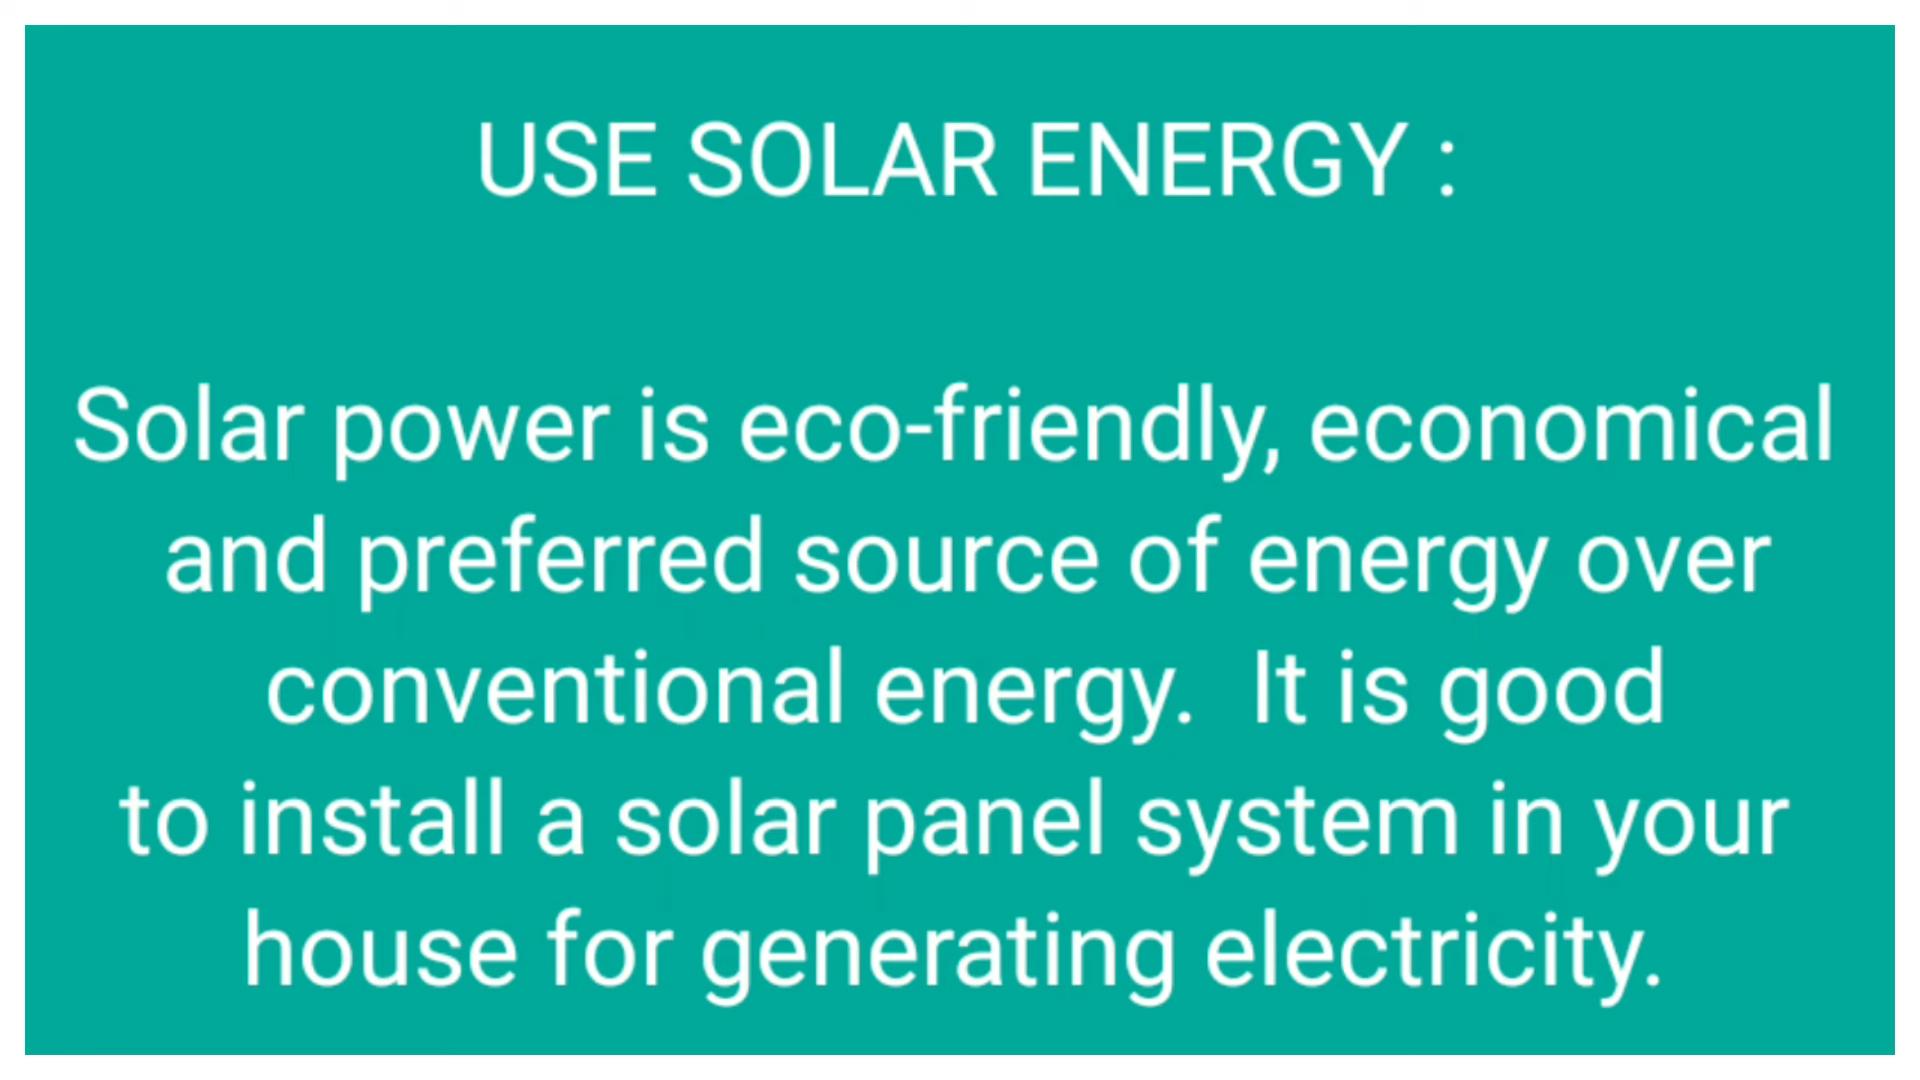 USE SOLAR ENERGY :
Solar power is eco-friendly, economical
and preferred source of energy over
conventional energy.  It is good
to install a solar panel system in your
house for generating electricity.